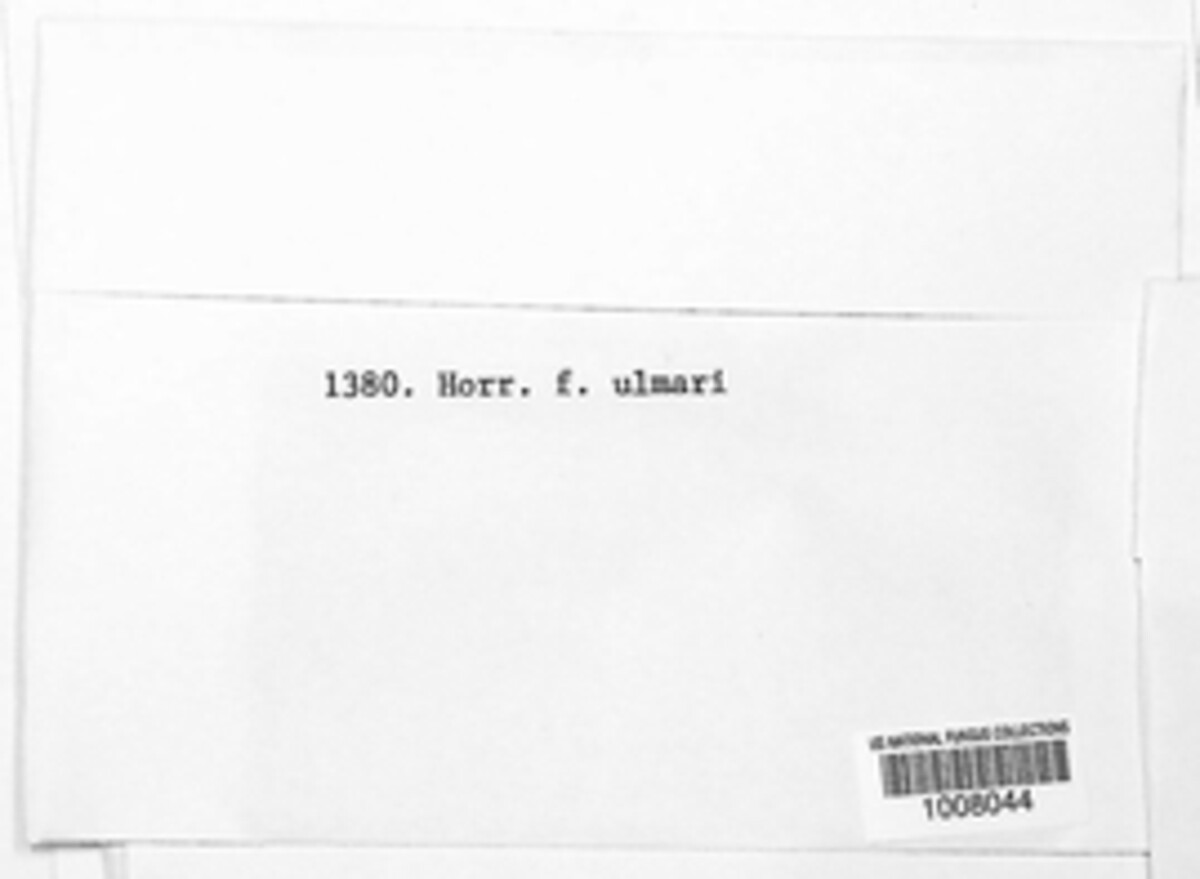 1380. Horr. f. ulmari
US NATIONAL FUNGUS COLLECTIONS
1008044